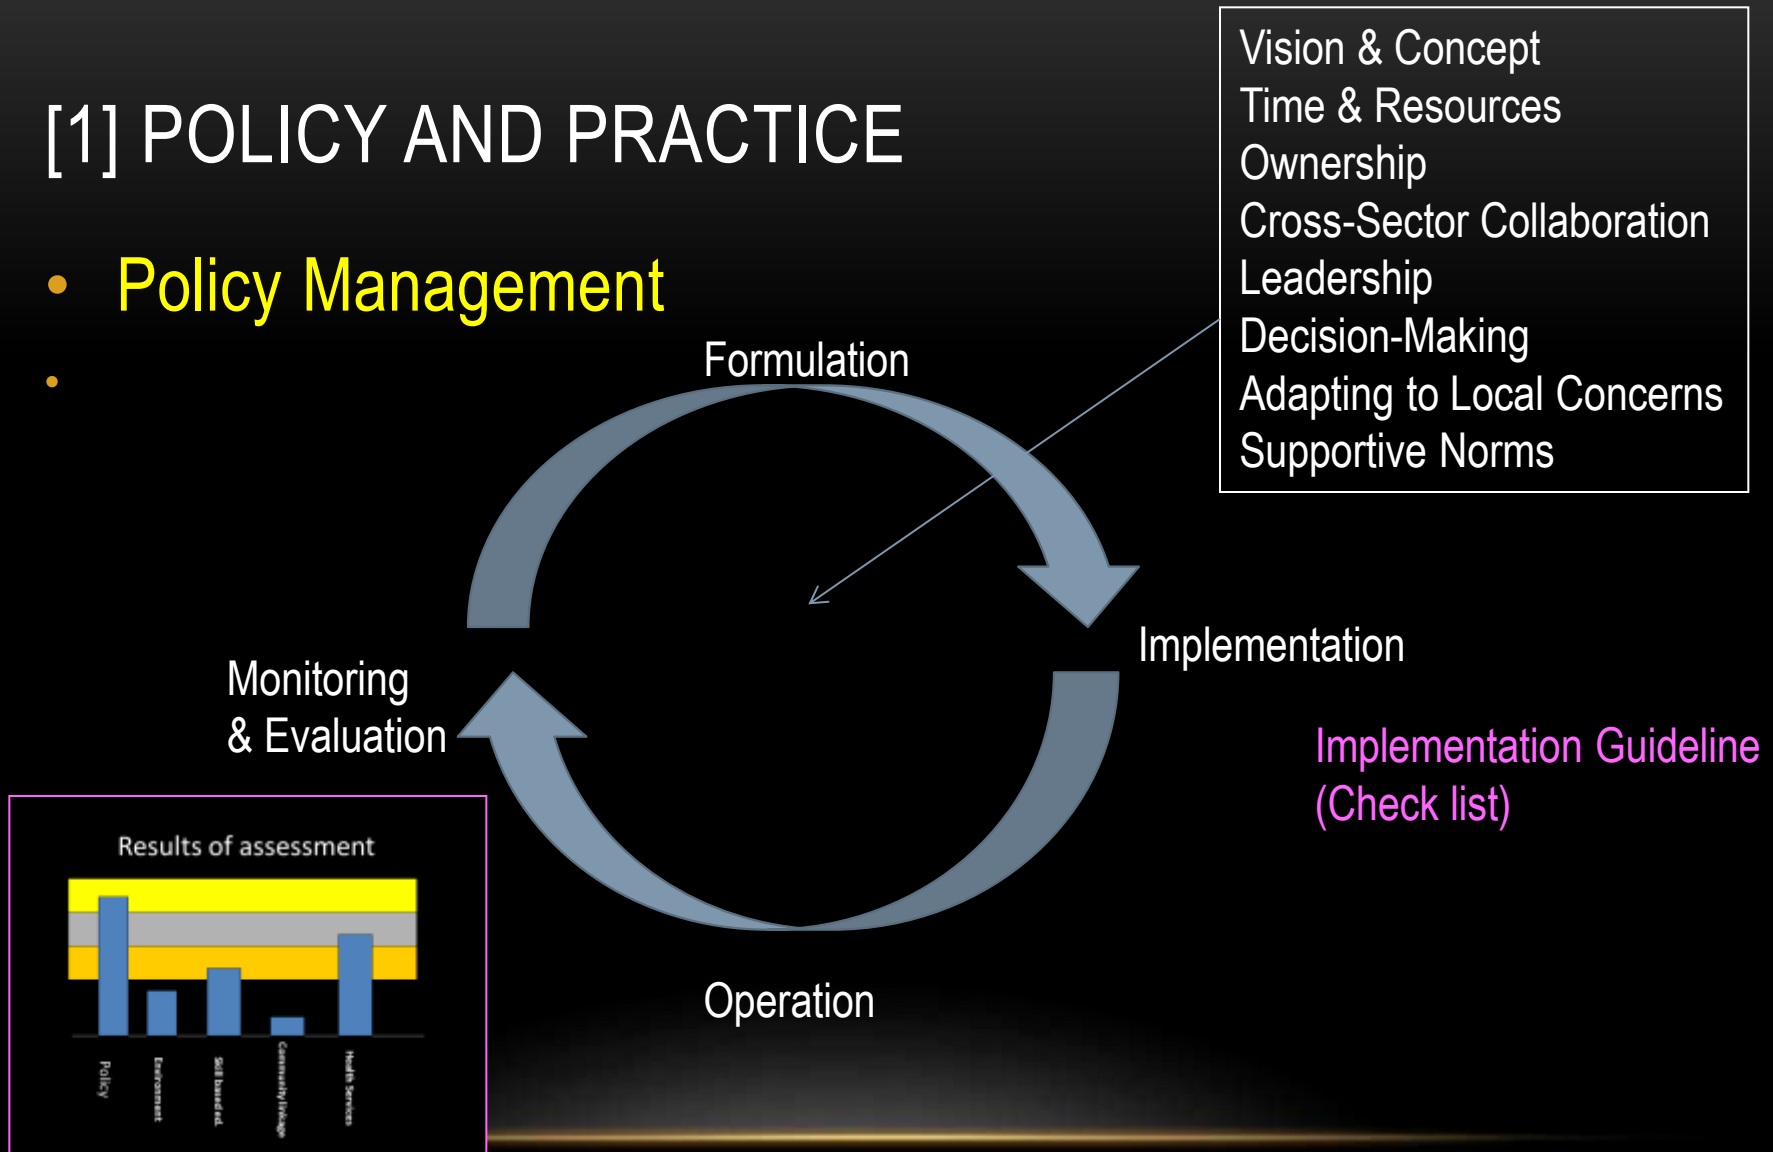 [1] POLICY AND PRACTICE
• Policy Management
•
Vision & Concept
Time & Resources
Ownership
Cross-Sector Collaboration
Leadership
Decision-Making
Adapting to Local Concerns
Supportive Norms
Formulation
Implementation
Implementation Guideline
(Check list)
Operation
Monitoring
& Evaluation
Results of assessment
Policy
Environment
Skill based ed.
Community linkage
Health Services